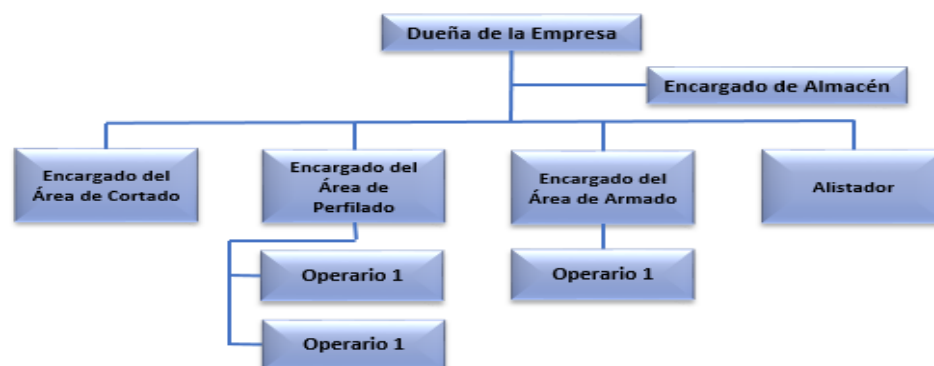 Dueña de la Empresa
Encargado de Almacén
Encargado del
Área de Cortado
Encargado del
Área de
Perfilado
Encargado del
Área de Armado
Alistador
Operario 1
Operario 1
Operario 1